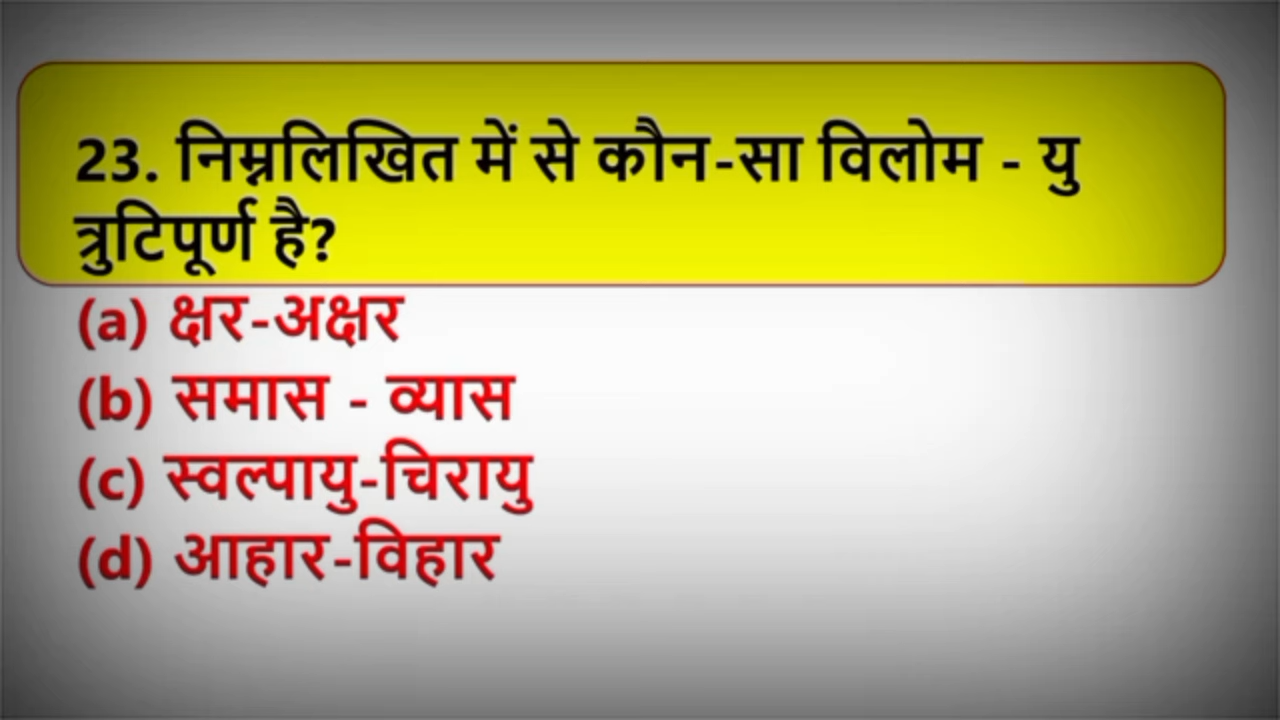 23. निम्नलिखित में से कौन-सा विलोम - यु
त्रुटिपूर्ण है?
(a) क्षर-अक्षर
(b) समास - व्यास
(c) स्वल्पायु-चिरायु
(d) आहार-विहार